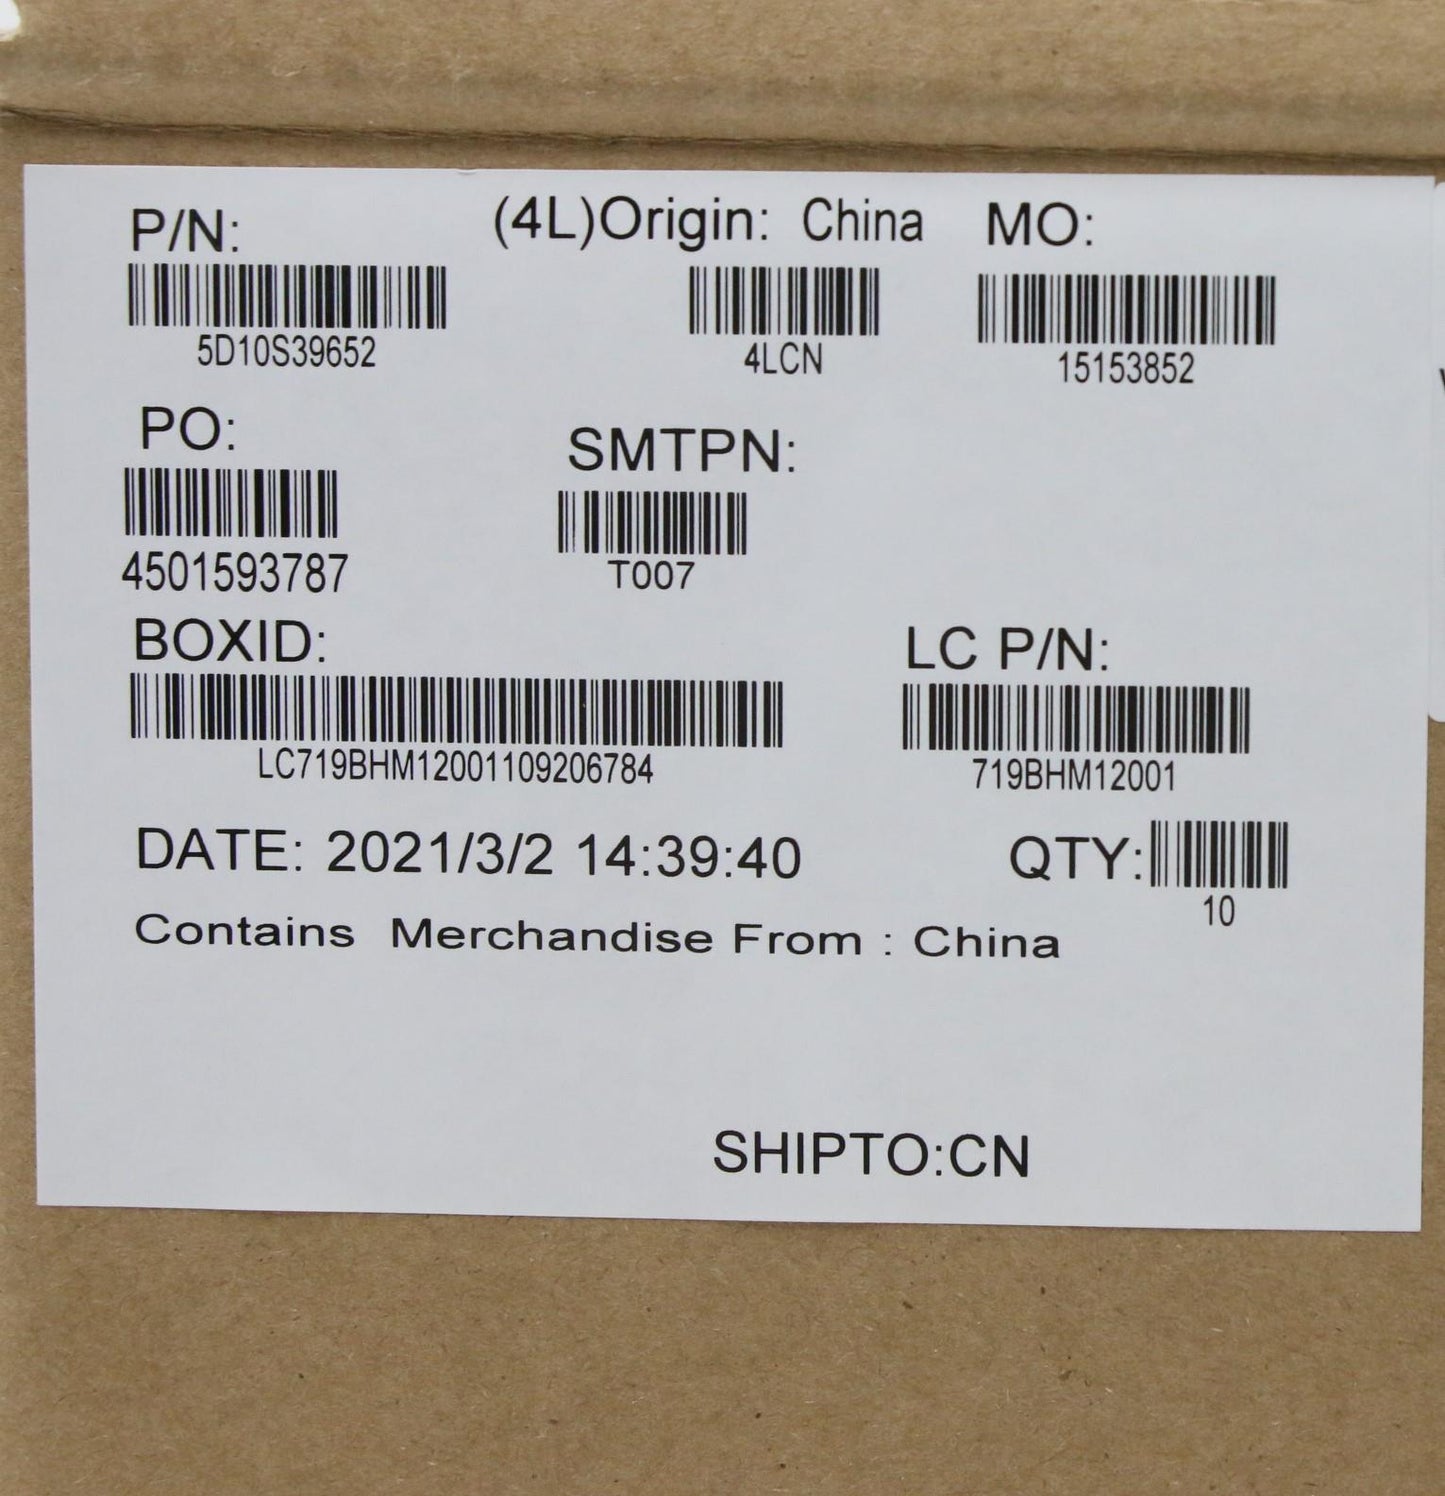 P/N: (4L)Origin: China MO:
5D10S39652 4LCN 15153852
PO: SMTPN:
4501593787 T007
BOXID: LC P/N:
LC719BHM12001109206784 719BHM12001
DATE: 2021/3/2 14:39:40 QTY:
10
Contains Merchandise From : China
SHIPTO:CN